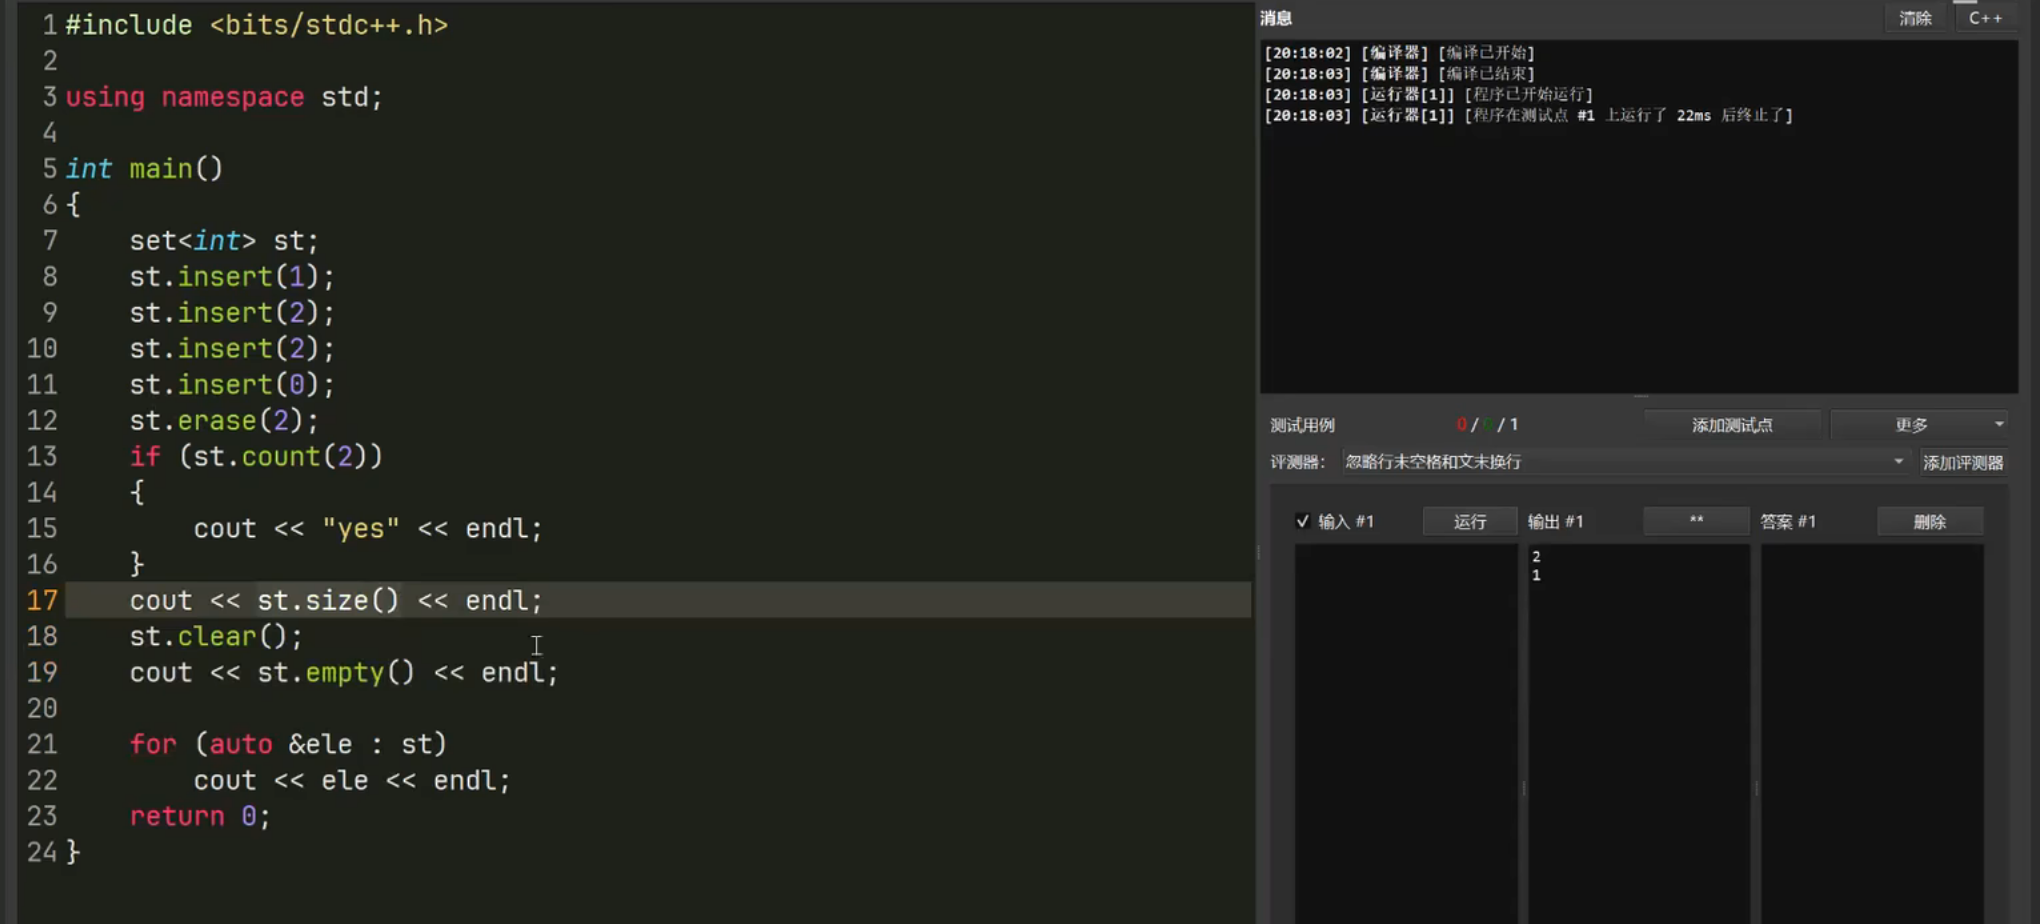 1 #include <bits/stdc++.h>
2
3 using namespace std;
4
5 int main()
6 {
7     set<int> st;
8     st.insert(1);
9     st.insert(2);
10     st.insert(2);
11     st.insert(0);
12     st.erase(2);
13     if (st.count(2))
14     {
15         cout << "yes" << endl;
16     }
17     cout << st.size() << endl;
18     st.clear();
19     cout << st.empty() << endl;
20
21     for (auto &ele : st)
22         cout << ele << endl;
23     return 0;
24 }
消息 清除 C++
[20:18:02] [编译器] [编译已开始]
[20:18:03] [编译器] [编译已结束]
[20:18:03] [运行器[1]] [程序已开始运行]
[20:18:03] [运行器[1]] [程序在测试点 #1 上运行了 22ms 后终止了]
测试用例 0 / 0 / 1 添加测试点 更多
评测器: 忽略行末空格和文末换行 添加评测器
输入 #1 运行 输出 #1 ** 答案 #1 删除
2
1